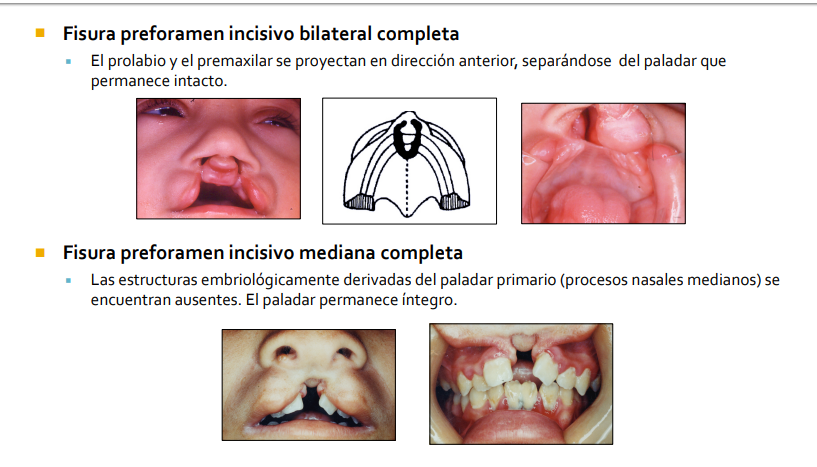 Fisura preforamen incisivo bilateral completa
El prolabio y el premaxilar se proyectan en dirección anterior, separándose del paladar que
permanece intacto.
Fisura preforamen incisivo mediana completa
Las estructuras embriológicamente derivadas del paladar primario (procesos nasales medianos) se
encuentran ausentes. El paladar permanece íntegro.